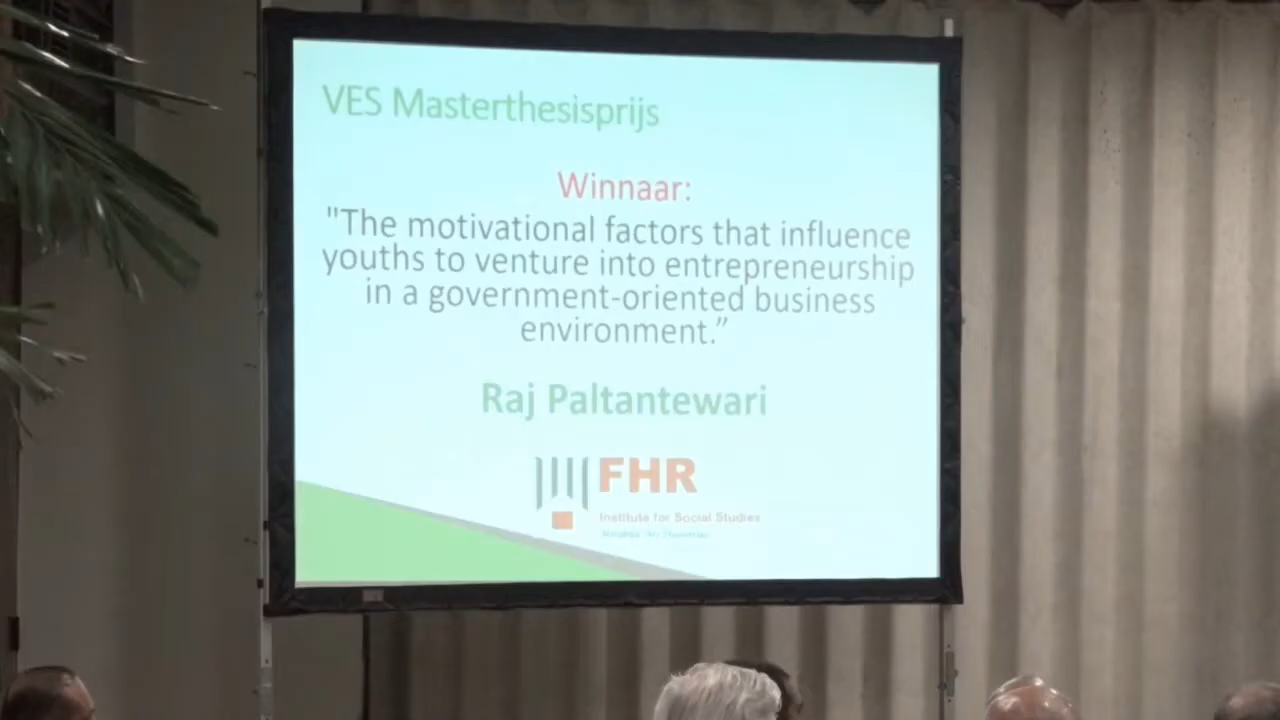 VES Masterthesisprijs
Winnaar:
"The motivational factors that influence
youths to venture into entrepreneurship
in a government-oriented business
environment.”
Raj Paltantewari
FHR
Institute for Social Studies